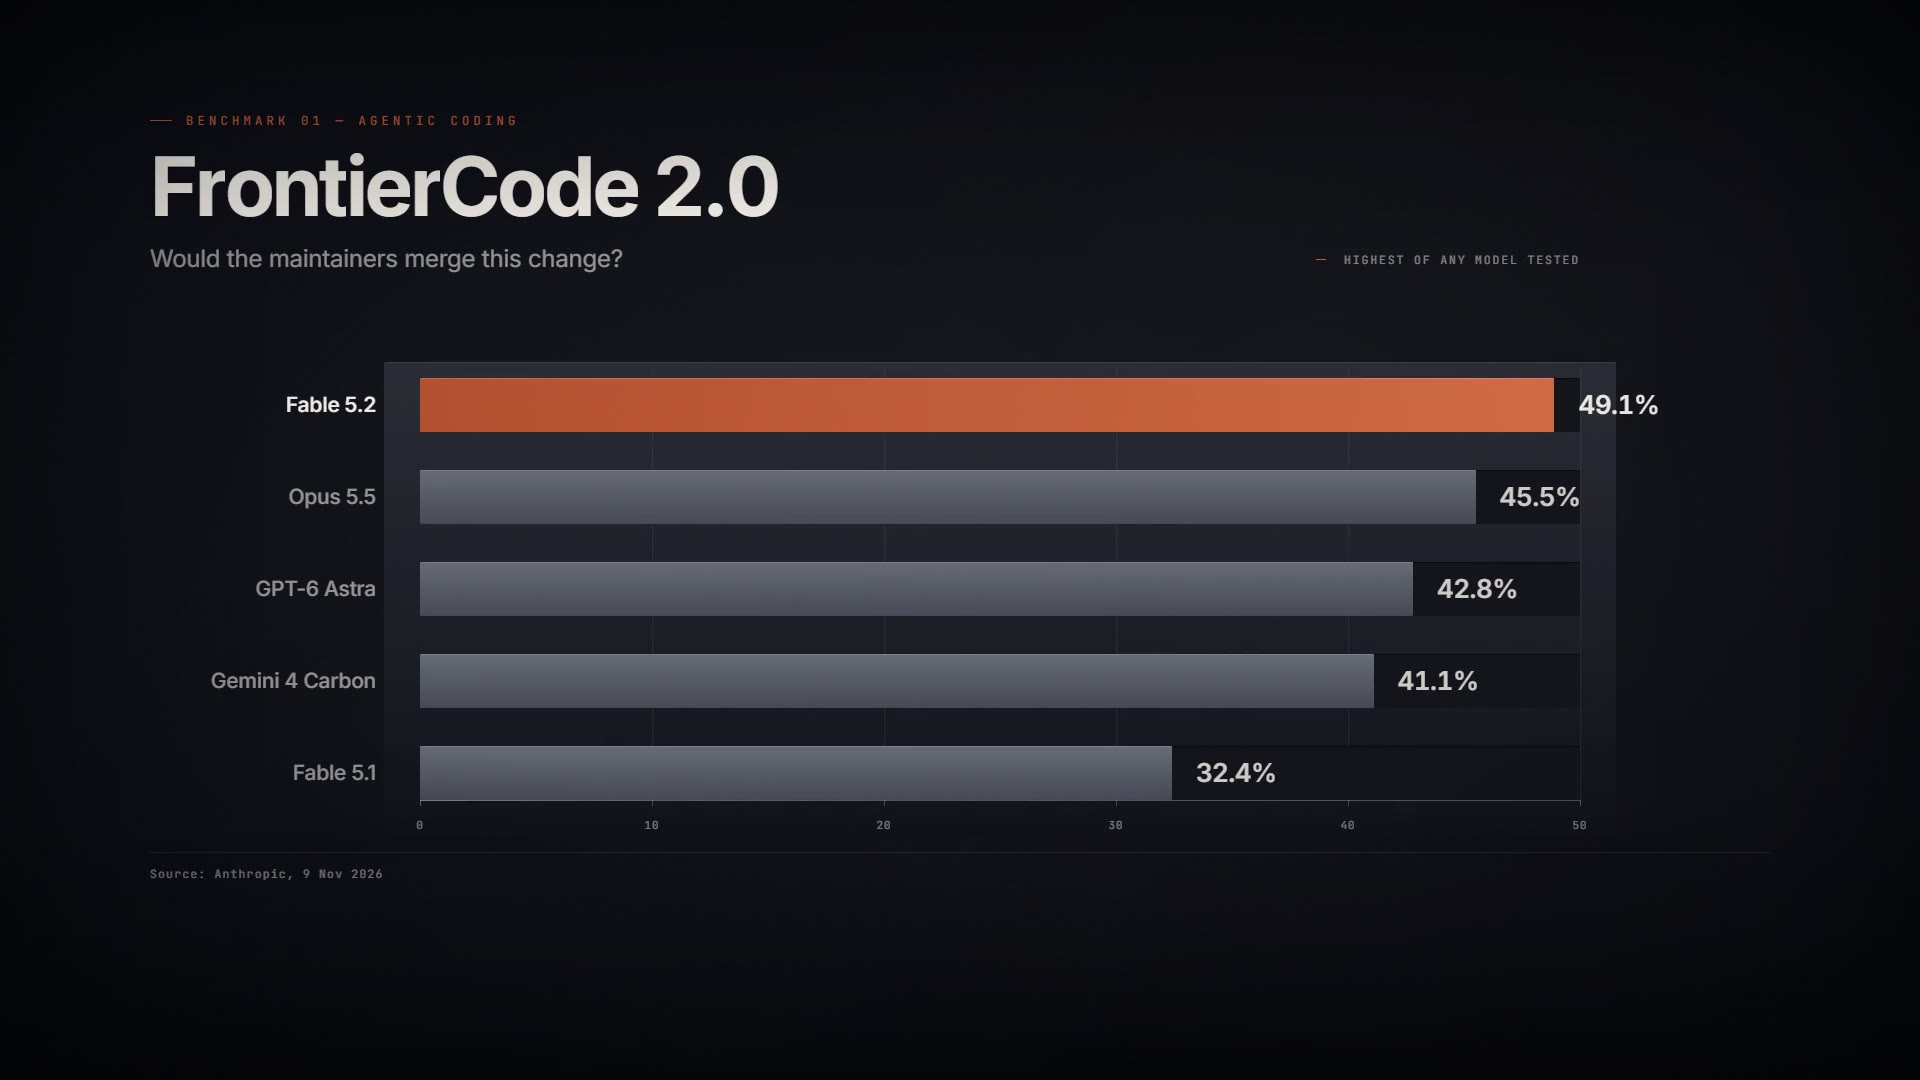 BENCHMARK 01 — AGENTIC CODING
FrontierCode 2.0
Would the maintainers merge this change?
— HIGHEST OF ANY MODEL TESTED
Fable 5.2 49.1%
Opus 5.5 45.5%
GPT-6 Astra 42.8%
Gemini 4 Carbon 41.1%
Fable 5.1 32.4%
0 10 20 30 40 50
Source: Anthropic, 9 Nov 2026